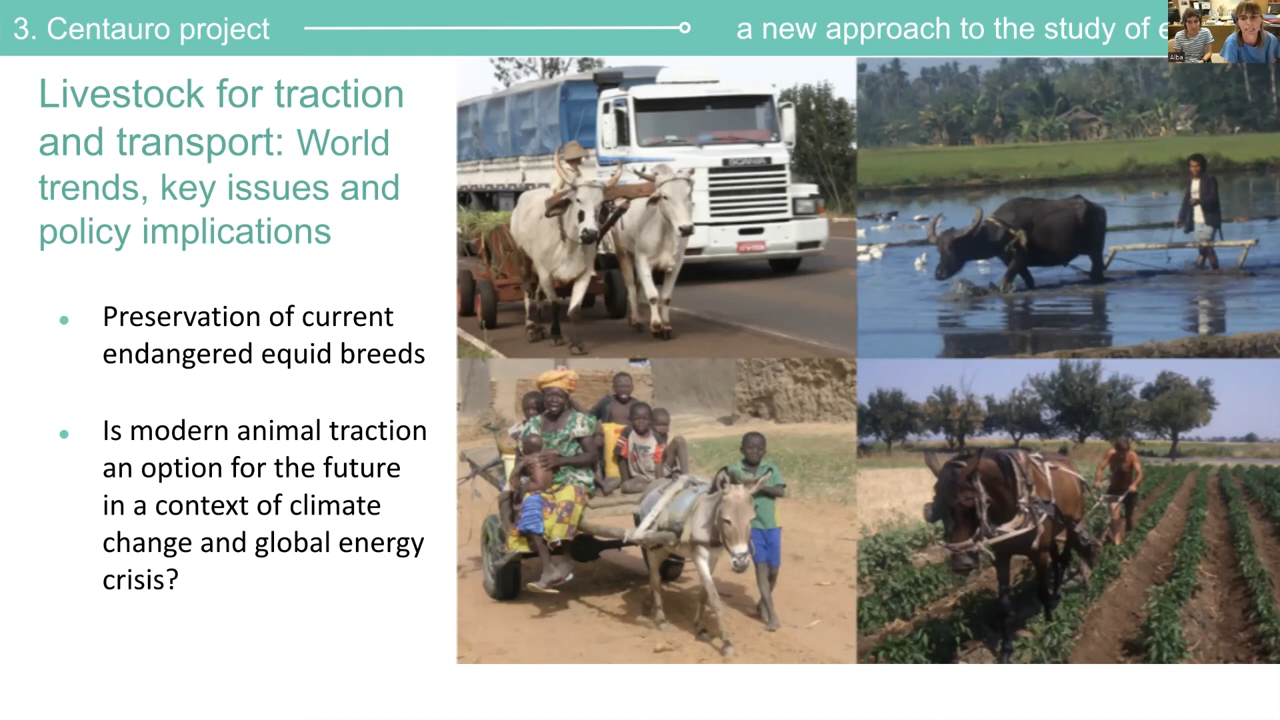 3. Centauro project
a new approach to the study of e
Alba
Livestock for traction
and transport: World
trends, key issues and
policy implications
SCANIA
• Preservation of current
endangered equid breeds
• Is modern animal traction
an option for the future
in a context of climate
change and global energy
crisis?